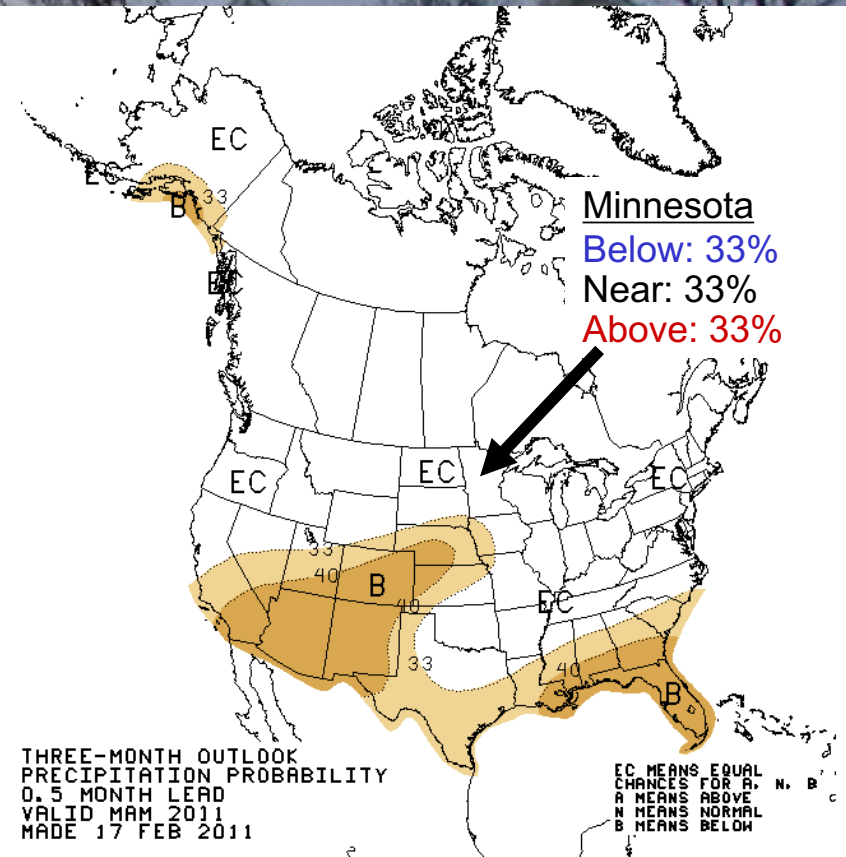 EC
EC
33
B
EC
Minnesota
Below: 33%
Near: 33%
Above: 33%
EC
EC
EC
33
40
B
40
EC
33
40
B
THREE-MONTH OUTLOOK
PRECIPITATION PROBABILITY
0.5 MONTH LEAD
VALID MAM 2011
MADE 17 FEB 2011
EC MEANS EQUAL
CHANCES FOR A, N, B
A MEANS ABOVE
N MEANS NORMAL
B MEANS BELOW